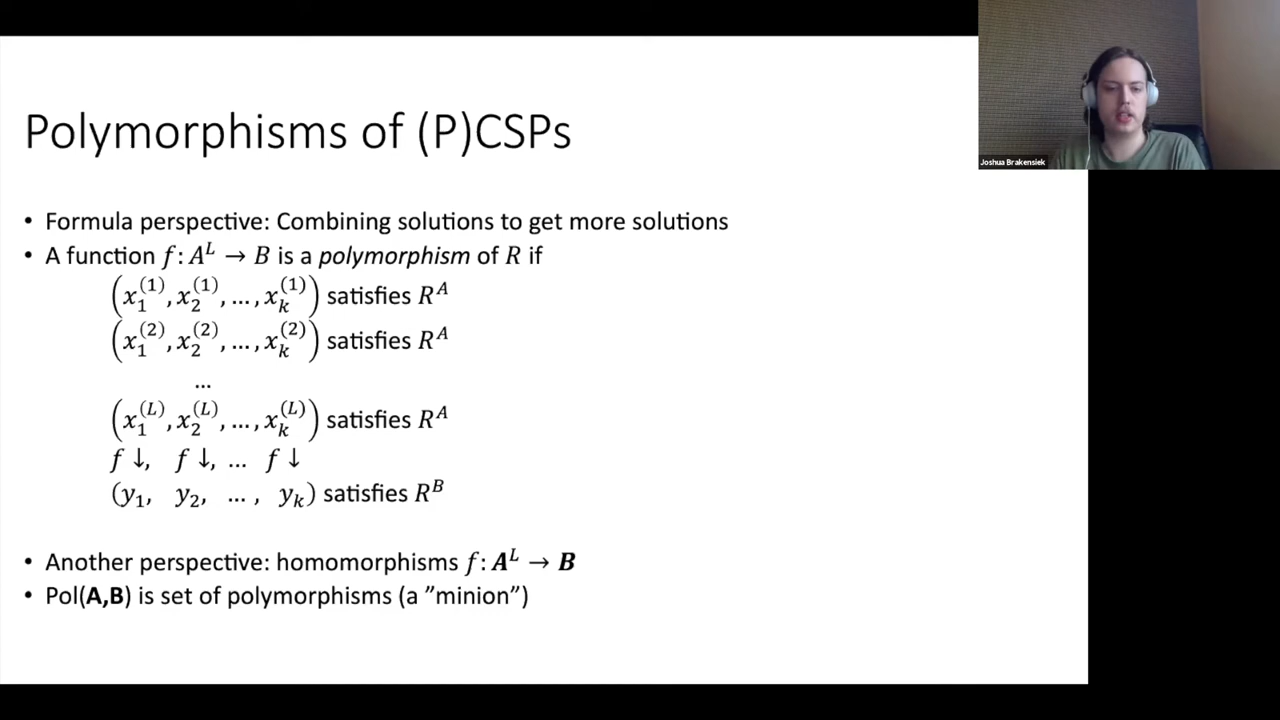 Polymorphisms of (P)CSPs
Joshua Brakensiek
• Formula perspective: Combining solutions to get more solutions
• A function f: A^L → B is a polymorphism of R if
(x_1^(1), x_2^(1), ..., x_k^(1)) satisfies R^A
(x_1^(2), x_2^(2), ..., x_k^(2)) satisfies R^A
...
(x_1^(L), x_2^(L), ..., x_k^(L)) satisfies R^A
f ↓, f ↓, ... f ↓
(y_1, y_2, ... , y_k) satisfies R^B
• Another perspective: homomorphisms f: A^L → B
• Pol(A,B) is set of polymorphisms (a ”minion”)